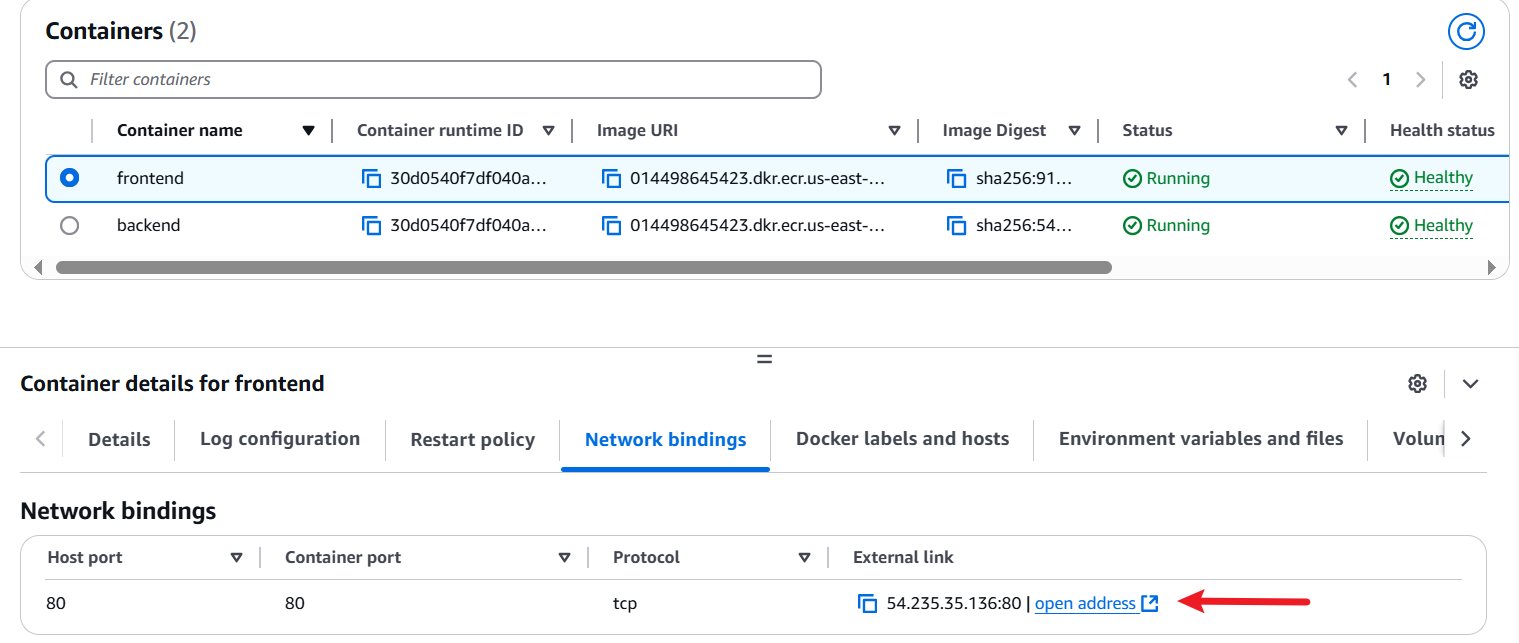 Containers (2)
Filter containers
1
Container name Container runtime ID Image URI Image Digest Status Health status
frontend 30d0540f7df040a... 014498645423.dkr.ecr.us-east-... sha256:91... Running Healthy
backend 30d0540f7df040a... 014498645423.dkr.ecr.us-east-... sha256:54... Running Healthy
Container details for frontend
Details Log configuration Restart policy Network bindings Docker labels and hosts Environment variables and files Volun
Network bindings
Host port Container port Protocol External link
80 80 tcp 54.235.35.136:80 | open address